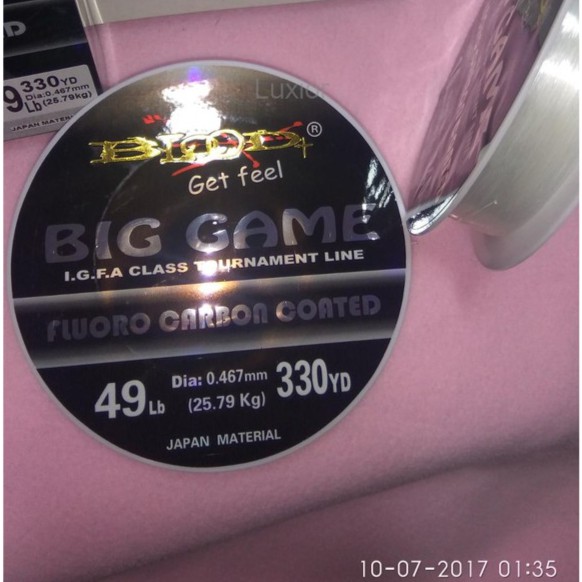 D
330YD
9 Dia:0.467mm
Lb (25.79kg)
JAPAN MATERIAL
Luxio
BLOOD+®
Get feel
BIG GAME
I.G.F.A CLASS TOURNAMENT LINE
FLUORO CARBON COATED
49Lb Dia: 0.467mm 330YD
(25.79 Kg)
JAPAN MATERIAL
10-07-2017 01:35